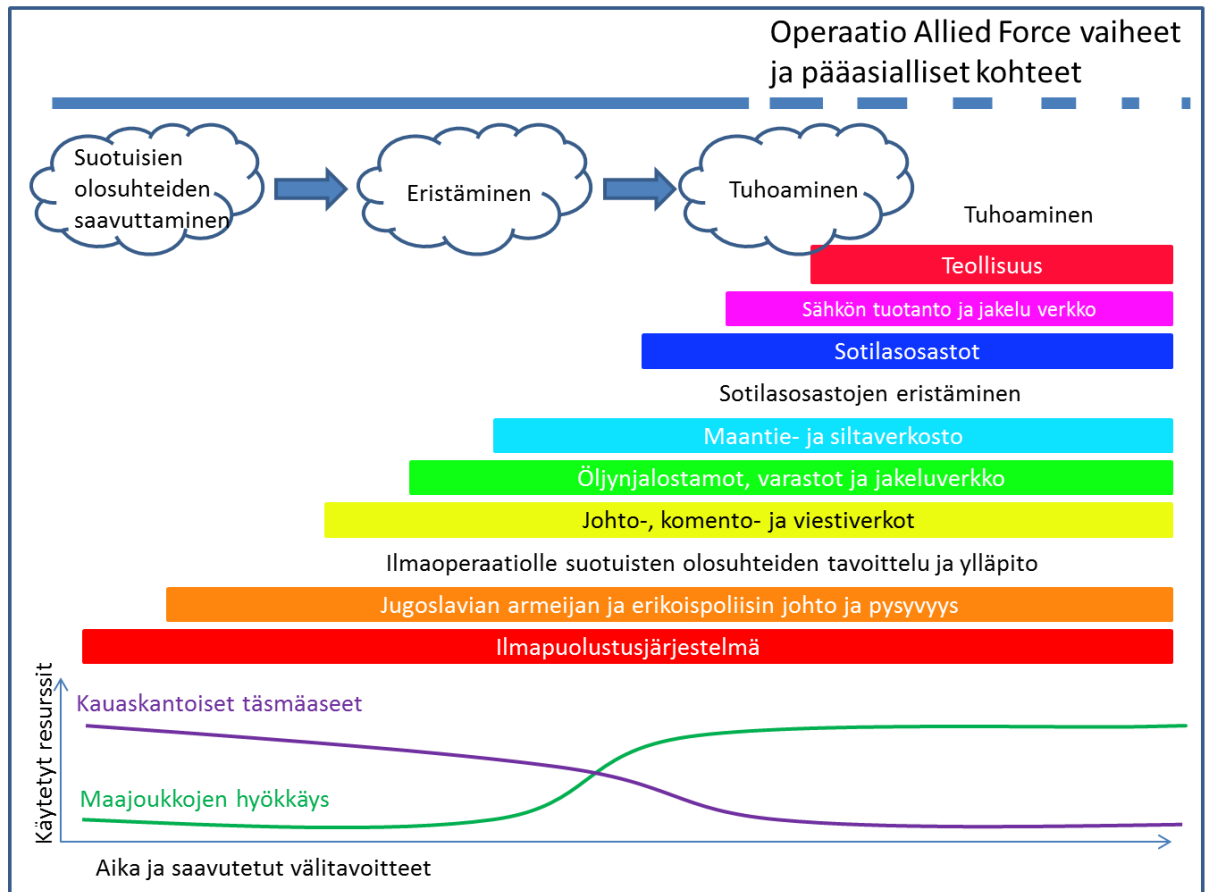 Operaatio Allied Force vaiheet
ja pääasialliset kohteet
Suotuisien
olosuhteiden
saavuttaminen
Eristäminen
Tuhoaminen
Tuhoaminen
Teollisuus
Sähkön tuotanto ja jakelu verkko
Sotilasosastot
Sotilasosastojen eristäminen
Maantie- ja siltaverkosto
Öljynjalostamot, varastot ja jakeluverkko
Johto-, komento- ja viestiverkot
Ilmaoperaatiolle suotuisten olosuhteiden tavoittelu ja ylläpito
Jugoslavian armeijan ja erikoispoliisin johto ja pysyvyys
Ilmapuolustusjärjestelmä
Käytetyt resurssit
Kauaskantoiset täsmäaseet
Maajoukkojen hyökkäys
Aika ja saavutetut välitavoitteet